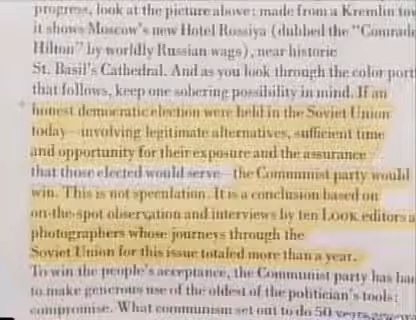 progress, look at the picture above: made from a Kremlin
it shows Moscow's new Hotel Rossiya (dubbed the "Comrade
Hilton" by worldly Russian wags), near historic
St. Basil's Cathedral. And as you look through the color
that follows, keep one sobering possibility in mind. If an
honest democratic election were held in the Soviet Union
today—involving legitimate alternatives, sufficient time
and opportunity for their exposure and the assurance
that those elected would serve—the Communist party would
win. This is not speculation. It is a conclusion based on
on-the-spot observation and interviews by ten LOOK editors
photographers whose journeys through the
Soviet Union for this issue totaled more than a year.
To win the people's acceptance, the Communist party has
to make generous use of the oldest of the politician's tools:
compromise. What communism set out to do 50 years